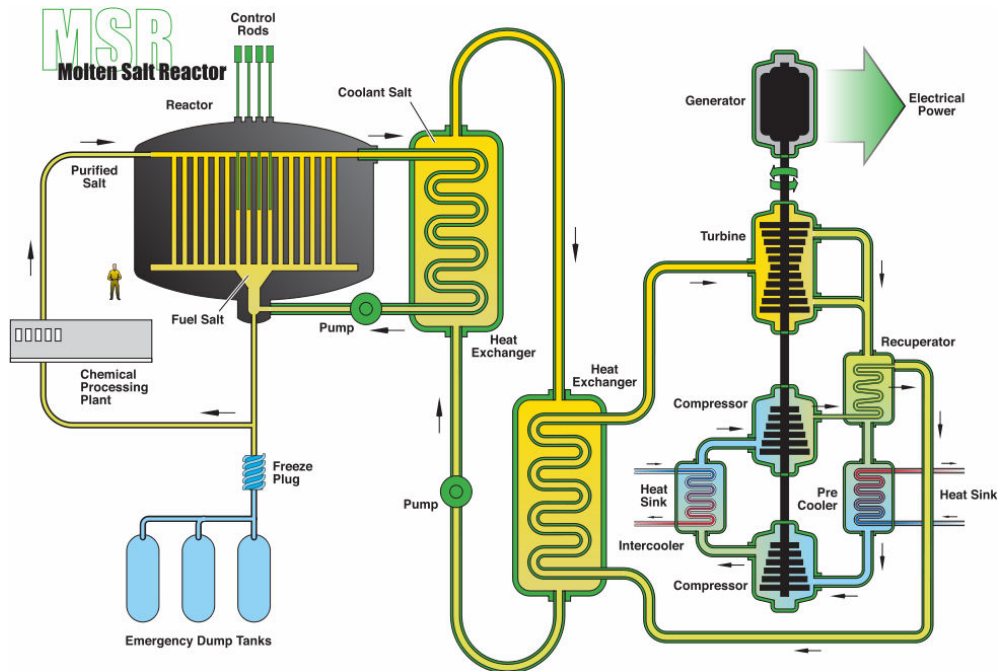 MSR
Molten Salt Reactor
Control
Rods
Reactor
Coolant Salt
Generator
Electrical
Power
Purified
Salt
Turbine
Fuel Salt
Pump
Heat
Exchanger
Recuperator
Chemical
Processing
Plant
Heat
Exchanger
Compressor
Freeze
Plug
Pump
Heat
Sink
Pre
Cooler
Heat Sink
Intercooler
Compressor
Emergency Dump Tanks